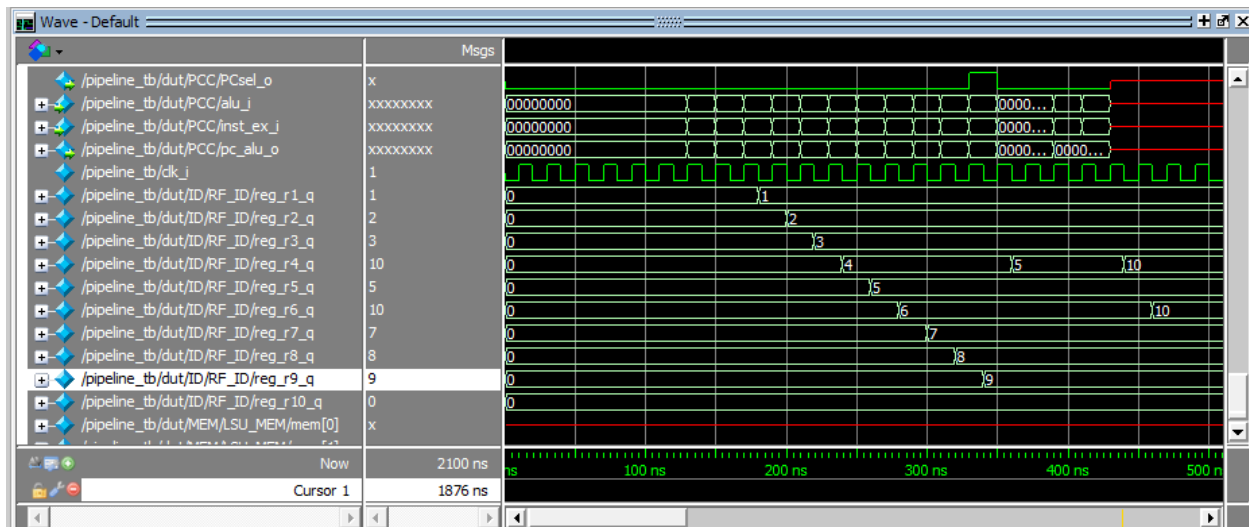 Wave - Default
Msgs
/pipeline_tb/dut/PCC/PCsel_o x
/pipeline_tb/dut/PCC/alu_i xxxxxxxx 00000000 0000...
/pipeline_tb/dut/PCC/inst_ex_i xxxxxxxx 00000000 0000...
/pipeline_tb/dut/PCC/pc_alu_o xxxxxxxx 00000000 0000... 0000...
/pipeline_tb/clk_i 1
/pipeline_tb/dut/ID/RF_ID/reg_r1_q 1 0 1
/pipeline_tb/dut/ID/RF_ID/reg_r2_q 2 0 2
/pipeline_tb/dut/ID/RF_ID/reg_r3_q 3 0 3
/pipeline_tb/dut/ID/RF_ID/reg_r4_q 10 0 4 5 10
/pipeline_tb/dut/ID/RF_ID/reg_r5_q 5 0 5
/pipeline_tb/dut/ID/RF_ID/reg_r6_q 10 0 6 10
/pipeline_tb/dut/ID/RF_ID/reg_r7_q 7 0 7
/pipeline_tb/dut/ID/RF_ID/reg_r8_q 8 0 8
/pipeline_tb/dut/ID/RF_ID/reg_r9_q 9 0 9
/pipeline_tb/dut/ID/RF_ID/reg_r10_q 0 0
/pipeline_tb/dut/MEM/LSU_MEM/mem[0] x
Now 2100 ns ns 100 ns 200 ns 300 ns 400 ns 500 n
Cursor 1 1876 ns